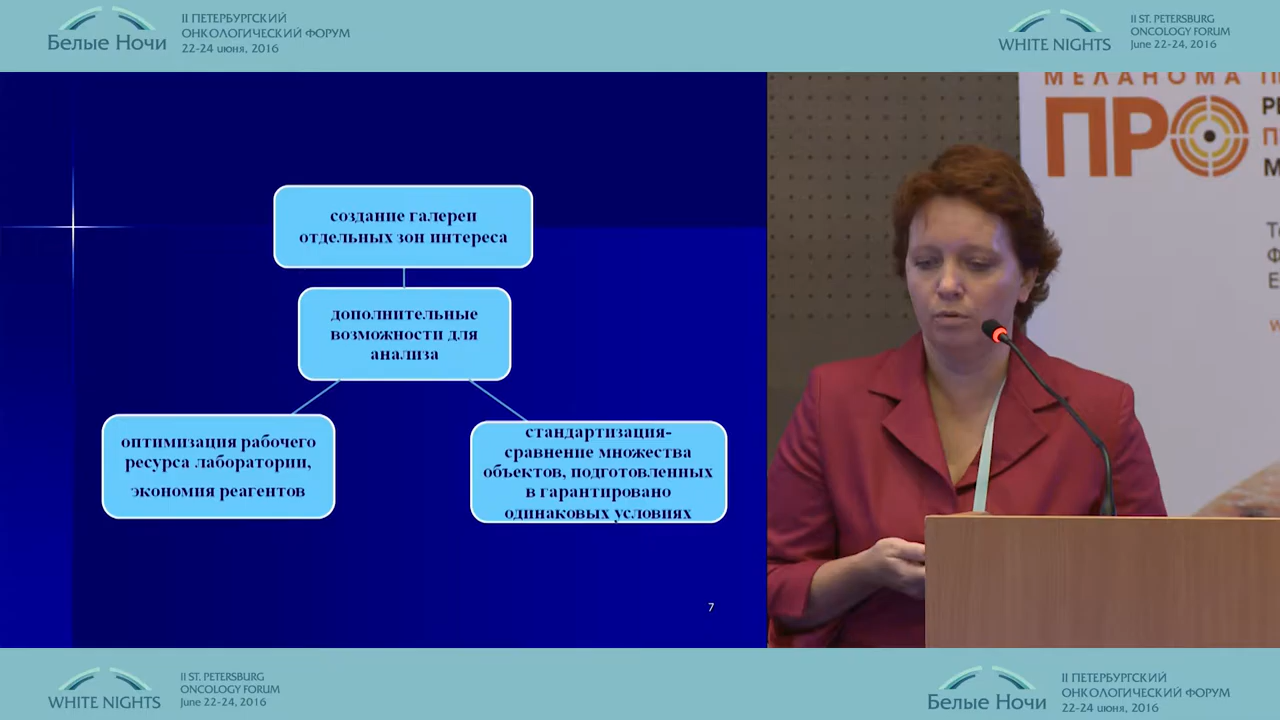 II ПЕТЕРБУРГСКИЙ
ОНКОЛОГИЧЕСКИЙ ФОРУМ
Белые Ночи
22-24 июня, 2016
II ST. PETERSBURG
ONCOLOGY FORUM
WHITE NIGHTS
June 22-24, 2016
создание галереи
отдельных зон интереса
дополнительные
возможности для
анализа
оптимизация рабочего
ресурса лаборатории,
экономия реагентов
стандартизация-
сравнение множества
объектов, подготовленных
в гарантировано
одинаковых условиях
7
МЕЛАНОМА
ПРО
II ST. PETERSBURG
ONCOLOGY FORUM
WHITE NIGHTS
June 22-24, 2016
II ПЕТЕРБУРГСКИЙ
ОНКОЛОГИЧЕСКИЙ ФОРУМ
Белые Ночи
22-24 июня, 2016